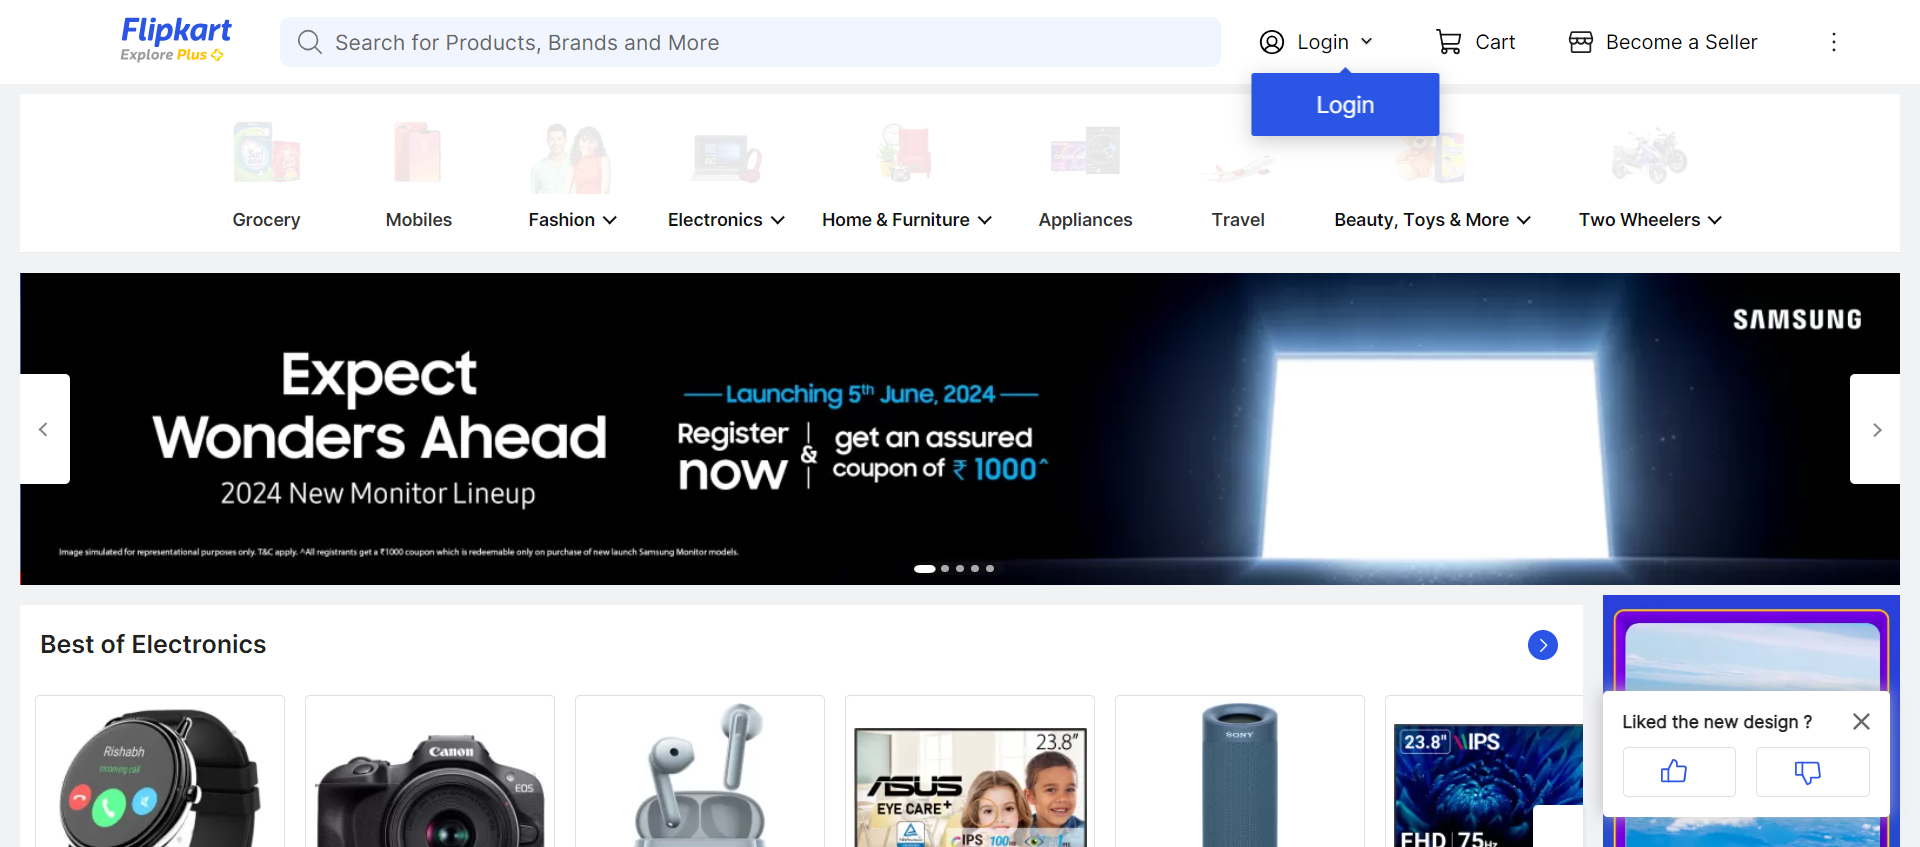 Flipkart
Explore Plus
Search for Products, Brands and More
Login
Cart
Become a Seller
Login
Grocery
Mobiles
Fashion
Electronics
Home & Furniture
Appliances
Travel
Beauty, Toys & More
Two Wheelers
SAMSUNG
Expect
Wonders Ahead
2024 New Monitor Lineup
Launching 5th June, 2024
Register
now
&
get an assured
coupon of ₹ 1000^
Image simulated for representational purposes only. T&C apply. ^All registrants get a ₹1000 coupon which is redeemable only on purchase of new launch Samsung Monitor models.
Best of Electronics
Rishabh
Incoming call
Canon
EOS
23.8”
ASUS
EYE CARE+
IPS 100Hz
SONY
23.8" IPS
FHD 75Hz
Liked the new design ?